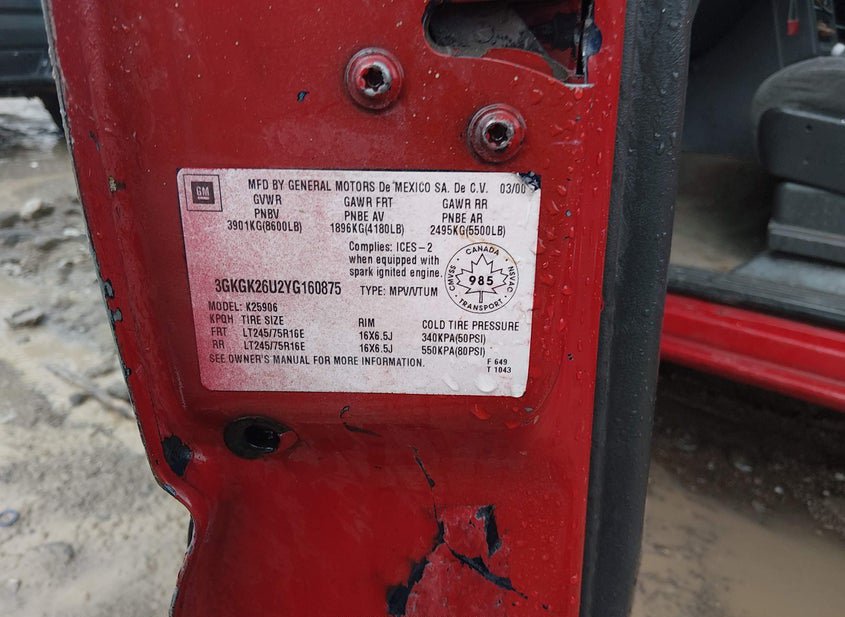 GM
MFD BY GENERAL MOTORS De MEXICO SA. De C.V. 03/00
GVWR GAWR FRT GAWR RR
PNBV PNBE AV PNBE AR
3901KG(8600LB) 1896KG(4180LB) 2495KG(5500LB)
Complies: ICES-2
when equipped with
spark ignited engine.
CANADA
CMVSS 985 NSVAC
TRANSPORT
3GKGK26U2YG160875 TYPE: MPV/VTUM
MODEL: K25906
KPQH TIRE SIZE RIM COLD TIRE PRESSURE
FRT LT245/75R16E 16X6.5J 340KPA(50PSI)
RR LT245/75R16E 16X6.5J 550KPA(80PSI)
SEE OWNER'S MANUAL FOR MORE INFORMATION.
F 649
T 1043